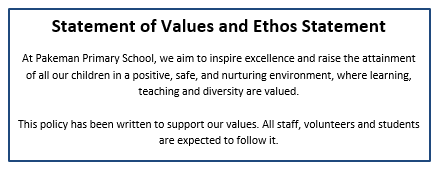 Statement of Values and Ethos Statement
At Pakeman Primary School, we aim to inspire excellence and raise the attainment
of all our children in a positive, safe, and nurturing environment, where learning,
teaching and diversity are valued.
This policy has been written to support our values. All staff, volunteers and students
are expected to follow it.